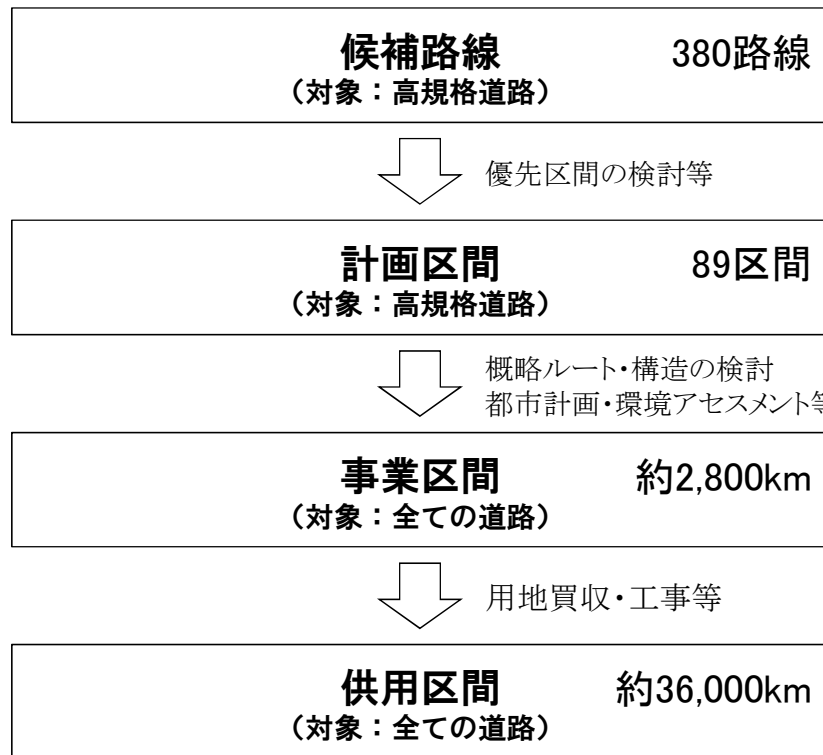 候補路線 380路線
（対象：高規格道路）
優先区間の検討等
計画区間 89区間
（対象：高規格道路）
概略ルート・構造の検討
都市計画・環境アセスメント等
事業区間 約2,800km
（対象：全ての道路）
用地買収・工事等
供用区間 約36,000km
（対象：全ての道路）